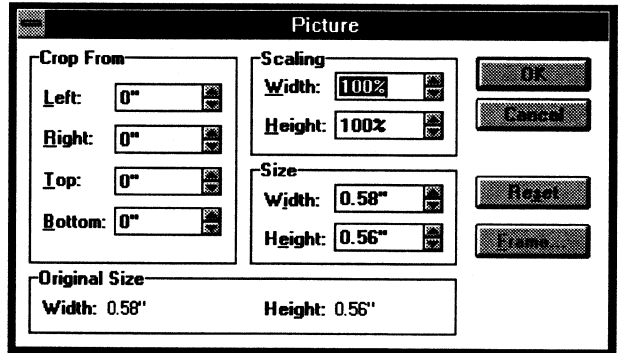 Picture
Crop From
Left: 0"
Right: 0"
Top: 0"
Bottom: 0"
Scaling
Width: 100%
Height: 100%
Size
Width: 0.58"
Height: 0.56"
OK
Cancel
Reset
Frame...
Original Size
Width: 0.58"
Height: 0.56"